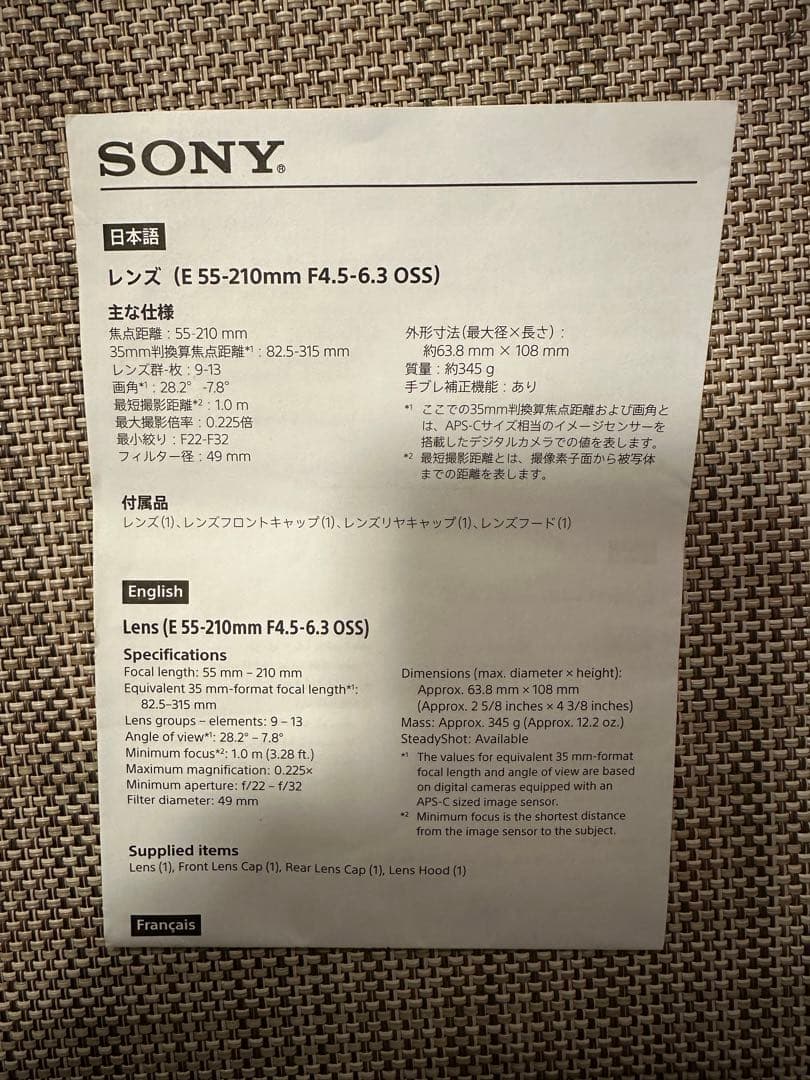 SONY®
日本語
レンズ（E 55-210mm F4.5-6.3 OSS）
主な仕様
焦点距離：55-210 mm
35mm判換算焦点距離*1：82.5-315 mm
レンズ群-枚：9-13
画角*1：28.2° -7.8°
最短撮影距離*2：1.0 m
最大撮影倍率：0.225倍
最小絞り：F22-F32
フィルター径：49 mm
外形寸法（最大径×長さ）：
約63.8 mm × 108 mm
質量：約345 g
手ブレ補正機能：あり
*1 ここでの35mm判換算焦点距離および画角と
は、APS-Cサイズ相当のイメージセンサーを
搭載したデジタルカメラでの値を表します。
*2 最短撮影距離とは、撮像素子面から被写体
までの距離を表します。
付属品
レンズ（1）、レンズフロントキャップ（1）、レンズリヤキャップ（1）、レンズフード（1）
English
Lens (E 55-210mm F4.5-6.3 OSS)
Specifications
Focal length: 55 mm – 210 mm
Equivalent 35 mm-format focal length*1:
82.5–315 mm
Lens groups – elements: 9 – 13
Angle of view*1: 28.2° – 7.8°
Minimum focus*2: 1.0 m (3.28 ft.)
Maximum magnification: 0.225×
Minimum aperture: f/22 – f/32
Filter diameter: 49 mm
Dimensions (max. diameter × height):
Approx. 63.8 mm × 108 mm
(Approx. 2 5/8 inches × 4 3/8 inches)
Mass: Approx. 345 g (Approx. 12.2 oz.)
SteadyShot: Available
*1 The values for equivalent 35 mm-format
focal length and angle of view are based
on digital cameras equipped with an
APS-C sized image sensor.
*2 Minimum focus is the shortest distance
from the image sensor to the subject.
Supplied items
Lens (1), Front Lens Cap (1), Rear Lens Cap (1), Lens Hood (1)
Français